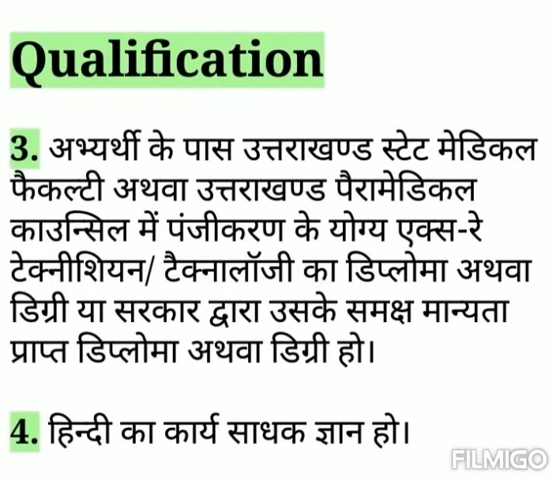 Qualification
3. अभ्यर्थी के पास उत्तराखण्ड स्टेट मेडिकल
फैकल्टी अथवा उत्तराखण्ड पैरामेडिकल
काउन्सिल में पंजीकरण के योग्य एक्स-रे
टेक्नीशियन/ टैक्नालॉजी का डिप्लोमा अथवा
डिग्री या सरकार द्वारा उसके समक्ष मान्यता
प्राप्त डिप्लोमा अथवा डिग्री हो।
4. हिन्दी का कार्य साधक ज्ञान हो।
FILMIGO